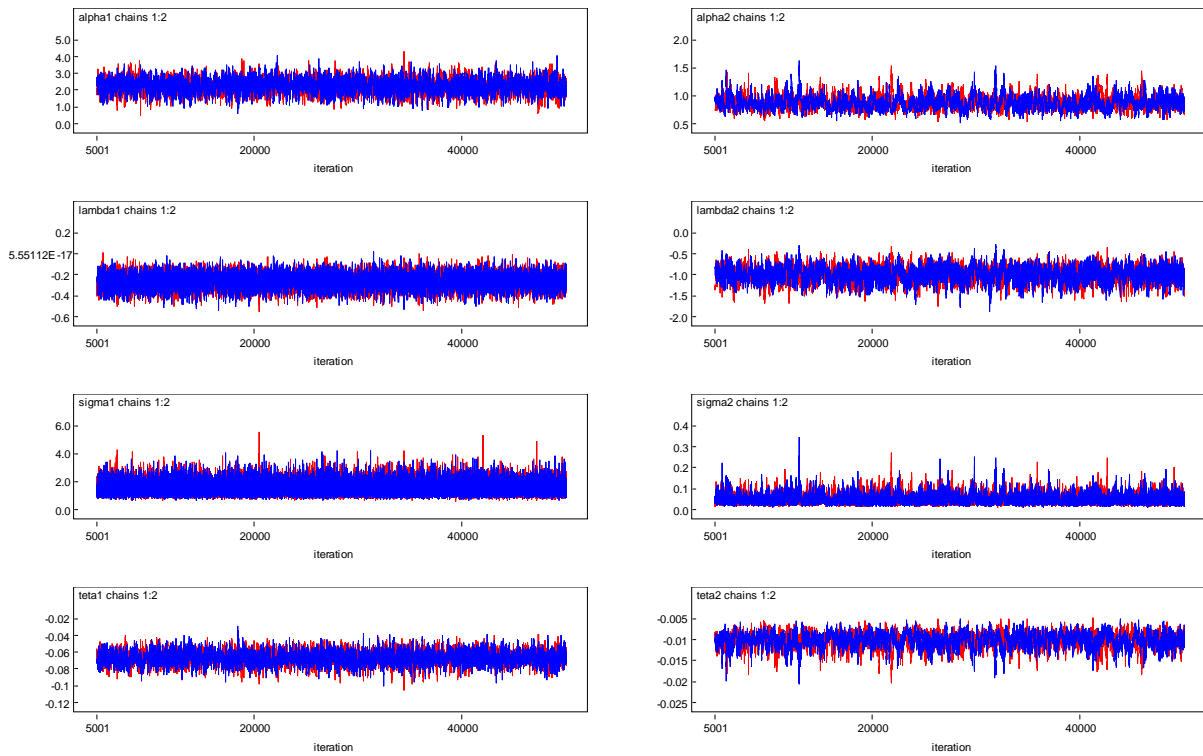 alpha1 chains 1:2
5.0
4.0
3.0
2.0
1.0
0.0
5001 20000 40000
iteration
alpha2 chains 1:2
2.0
1.5
1.0
0.5
5001 20000 40000
iteration
lambda1 chains 1:2
0.2
5.55112E-17
-0.2
-0.4
-0.6
5001 20000 40000
iteration
lambda2 chains 1:2
0.0
-0.5
-1.0
-1.5
-2.0
5001 20000 40000
iteration
sigma1 chains 1:2
6.0
4.0
2.0
0.0
5001 20000 40000
iteration
sigma2 chains 1:2
0.4
0.3
0.2
0.1
0.0
5001 20000 40000
iteration
teta1 chains 1:2
-0.02
-0.04
-0.06
-0.08
-0.1
-0.12
5001 20000 40000
iteration
teta2 chains 1:2
-0.005
-0.01
-0.015
-0.02
-0.025
5001 20000 40000
iteration